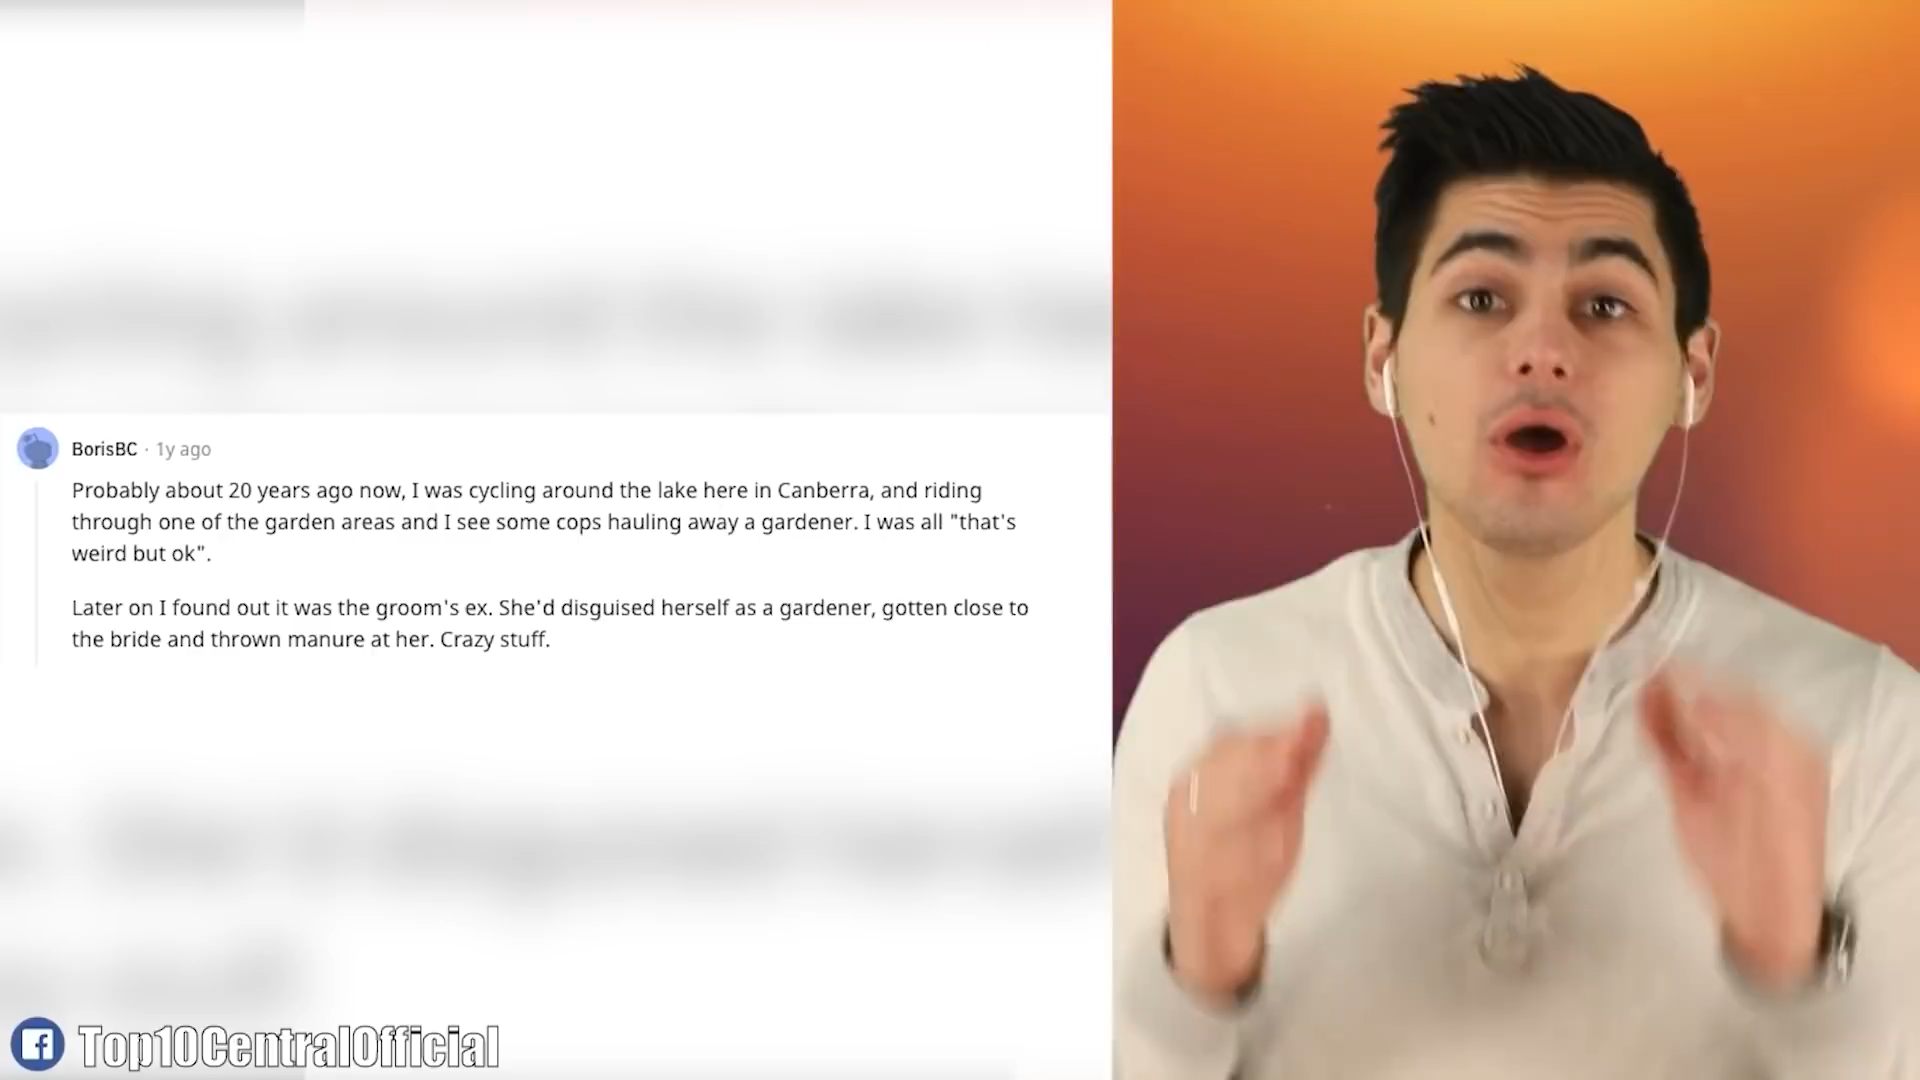 BorisBC · 1y ago
Probably about 20 years ago now, I was cycling around the lake here in Canberra, and riding
through one of the garden areas and I see some cops hauling away a gardener. I was all "that's
weird but ok".
Later on I found out it was the groom's ex. She'd disguised herself as a gardener, gotten close to
the bride and thrown manure at her. Crazy stuff.
Top10CentralOfficial